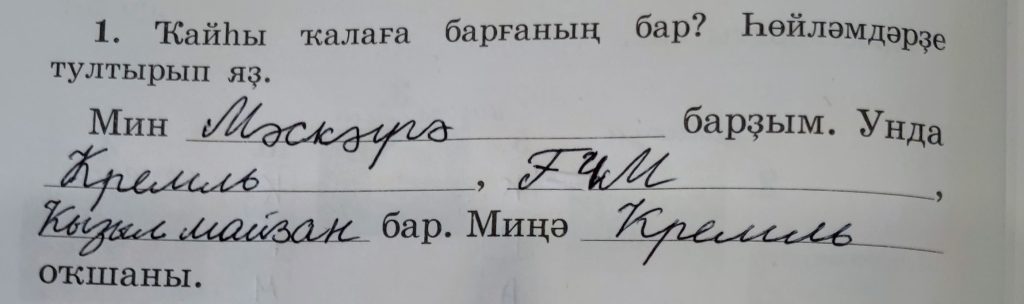 1. Ҡайһы ҡалаға барғаның бар? Һөйләмдәрҙе
тултырып яҙ.
Мин Мәскәүгә барҙым. Унда
Кремль, ҒЧМ,
Ҡыҙыл майҙан бар. Миңә Кремль
оҡшаны.